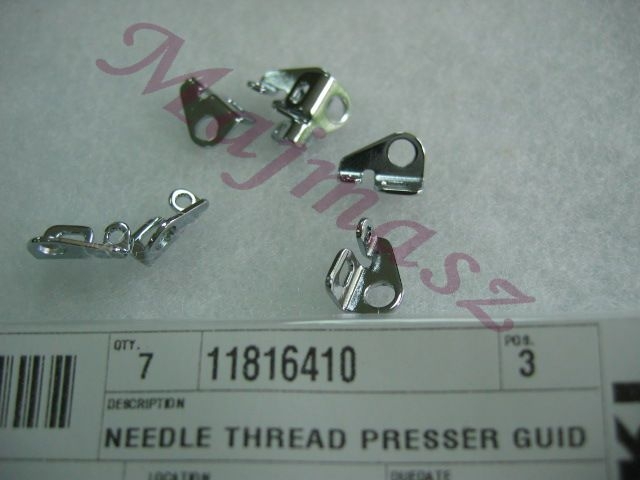 Majmasz
QTY.
7
11816410
POS.
3
DESCRIPTION
NEEDLE THREAD PRESSER GUID
LOCATION
DUEDATE